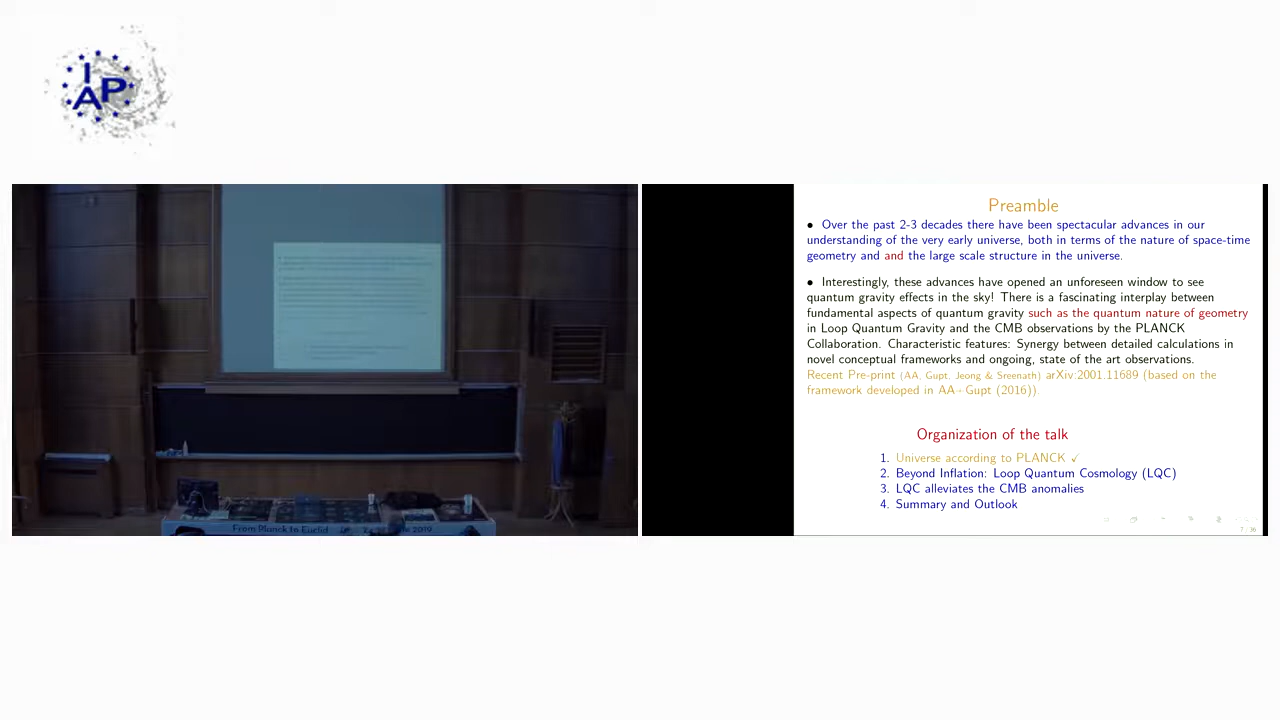 I
A P
Preamble
• Over the past 2-3 decades there have been spectacular advances in our
understanding of the very early universe, both in terms of the nature of space-time
geometry and and the large scale structure in the universe.
• Interestingly, these advances have opened an unforeseen window to see
quantum gravity effects in the sky! There is a fascinating interplay between
fundamental aspects of quantum gravity such as the quantum nature of geometry
in Loop Quantum Gravity and the CMB observations by the PLANCK
Collaboration. Characteristic features: Synergy between detailed calculations in
novel conceptual frameworks and ongoing, state of the art observations.
Recent Pre-print (AA, Gupt, Jeong & Sreenath) arXiv:2001.11689 (based on the
framework developed in AA+Gupt (2016)).
Organization of the talk
1. Universe according to PLANCK ✓
2. Beyond Inflation: Loop Quantum Cosmology (LQC)
3. LQC alleviates the CMB anomalies
4. Summary and Outlook
7 / 36
From Planck to Euclid 2019